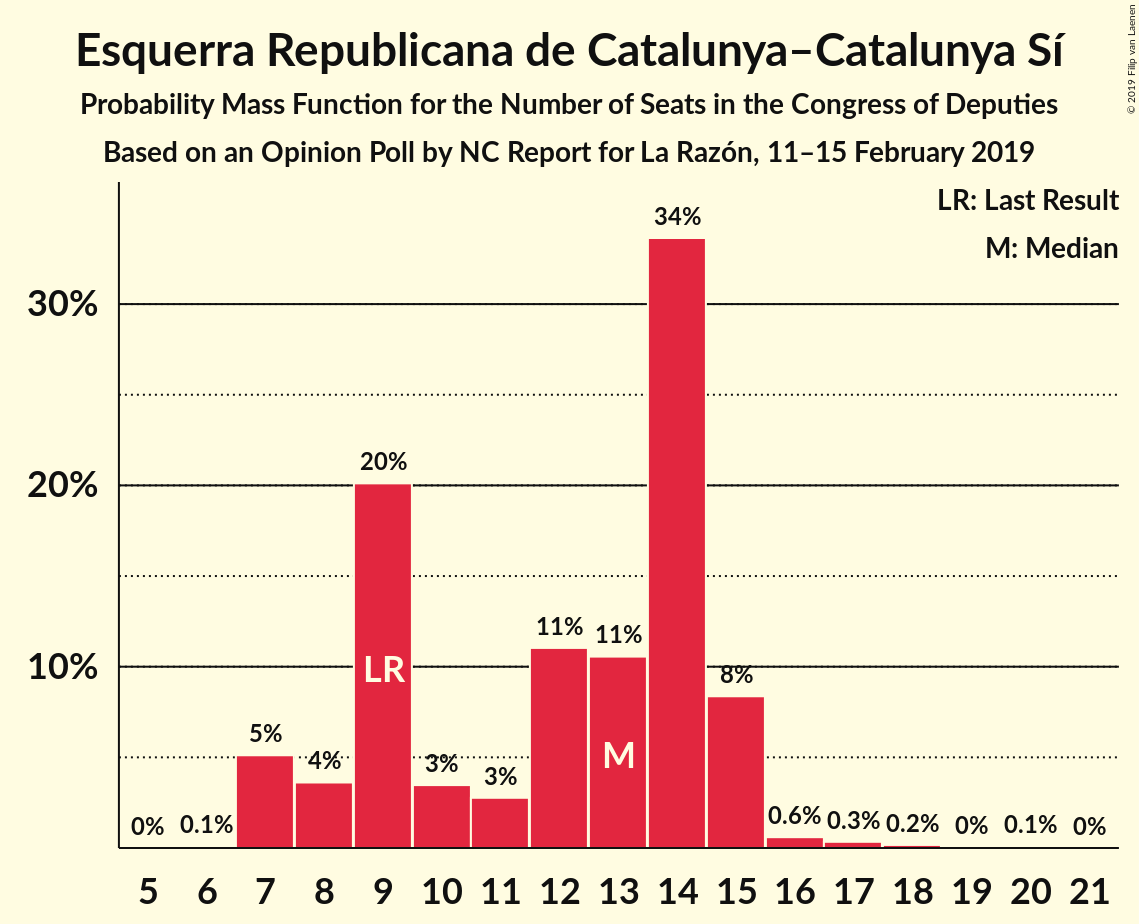 Esquerra Republicana de Catalunya–Catalunya Sí
Probability Mass Function for the Number of Seats in the Congress of Deputies
Based on an Opinion Poll by NC Report for La Razón, 11–15 February 2019
© 2019 Filip van Laenen
LR: Last Result
M: Median
34%
30%
20%
20%
11%
11%
10%
LR
8%
5%
4%
3%
3%
M
0%
0.1%
0.6%
0.3%
0.2%
0%
0.1%
0%
5 6 7 8 9 10 11 12 13 14 15 16 17 18 19 20 21